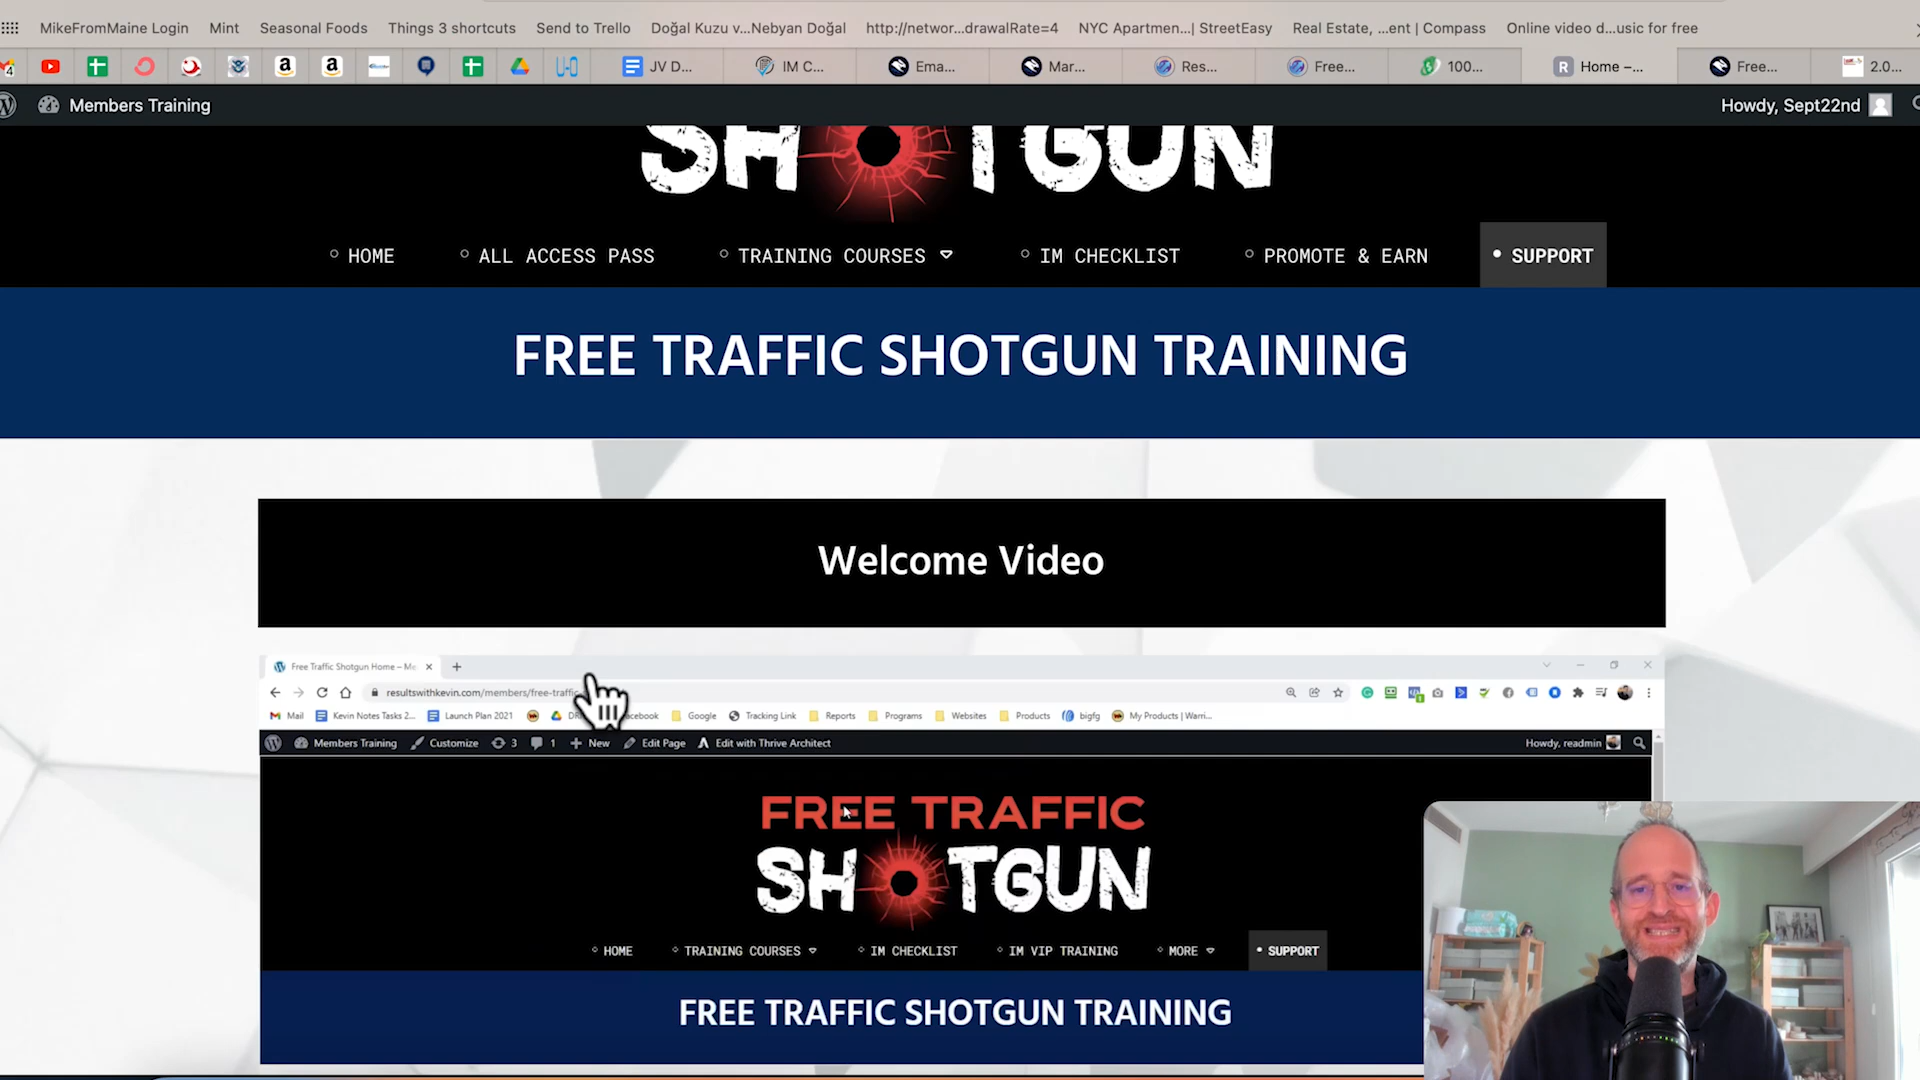 MikeFromMaine Login Mint Seasonal Foods Things 3 shortcuts Send to Trello Doğal Kuzu v...Nebyan Doğal http://networ...drawalRate=4 NYC Apartmen...| StreetEasy Real Estate, ...ent | Compass Online video d...usic for free
4 JV D... IM C... Ema... Mar... Res... Free... 100... R Home –... Free... 2.0...
Members Training Howdy, Sept22nd
SHOTGUN
HOME ALL ACCESS PASS TRAINING COURSES IM CHECKLIST PROMOTE & EARN SUPPORT
FREE TRAFFIC SHOTGUN TRAINING
Welcome Video
Free Traffic Shotgun Home – Me
resultswithkevin.com/members/free-traffic
Mail Kevin Notes Tasks 2... Launch Plan 2021 Google Tracking Link Reports Programs Websites Products bigfg My Products | Warri...
Members Training Customize 3 1 New Edit Page Edit with Thrive Architect Howdy, readmin
FREE TRAFFIC
SHOTGUN
HOME TRAINING COURSES IM CHECKLIST IM VIP TRAINING MORE SUPPORT
FREE TRAFFIC SHOTGUN TRAINING